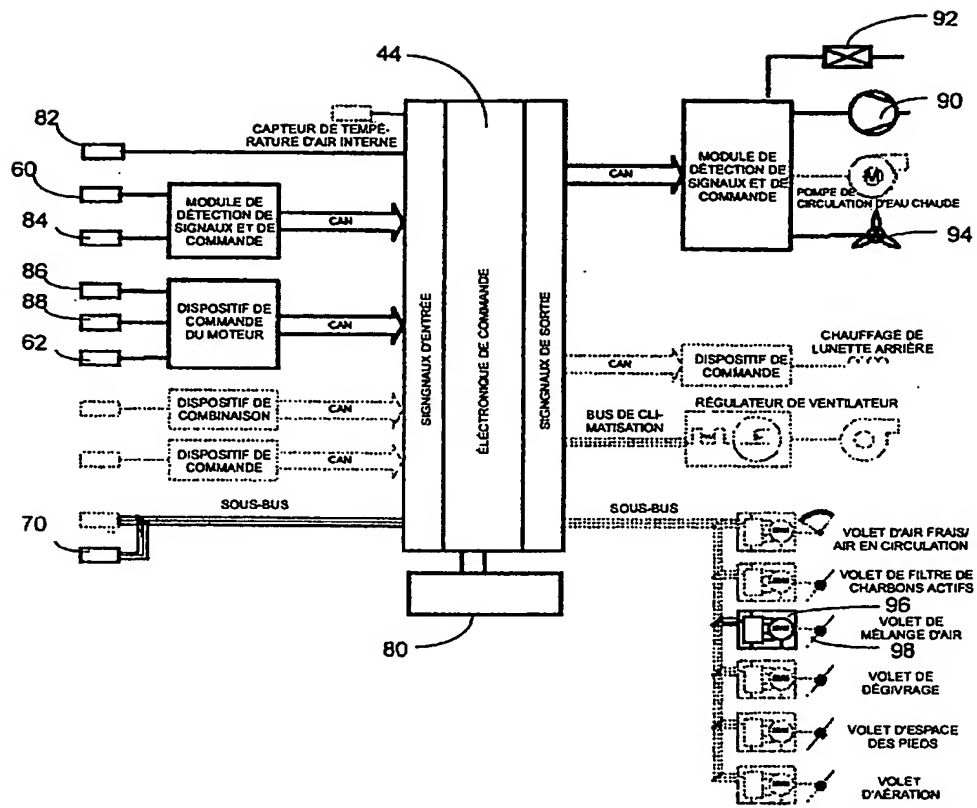 92
44
82
CAPTEUR DE TEMPÉ-
RATURE D'AIR INTERNE
90
60
MODULE DE
DÉTECTION DE
SIGNAUX ET DE
COMMANDE
CAN
CAN
MODULE DE
DÉTECTION DE
SIGNAUX ET DE
COMMANDE
M
POMPE DE
CIRCULATION D'EAU CHAUDE
84
94
86
88
62
DISPOSITIF DE
COMMANDE
DU MOTEUR
CAN
SIGNGNAUX D'ENTRÉE
ÉLÉCTRONIQUE DE COMMANDE
SIGNGNAUX DE SORTIE
CHAUFFAGE DE
LUNETTE ARRIÈRE
CAN
DISPOSITIF DE
COMMANDE
DISPOSITIF DE
COMBINAISON
CAN
BUS DE CLI-
MATISATION
RÉGULATEUR DE VENTILATEUR
DISPOSITIF DE
COMMANDE
CAN
SOUS-BUS
SOUS-BUS
70
VOLET D'AIR FRAIS/
AIR EN CIRCULATION
VOLET DE FILTRE DE
CHARBONS ACTIFS
80
96
VOLET DE
MÉLANGE D'AIR
98
VOLET DE
DÉGIVRAGE
VOLET D'ESPACE
DES PIEDS
VOLET
D'AÉRATION